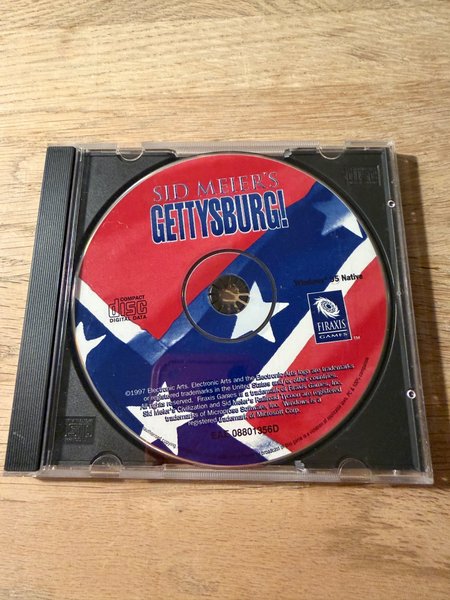 SID MEIER'S
GETTYSBURG!
Windows 95 Native
COMPACT
disc
DIGITAL DATA
FIRAXIS
GAMES
TM
©1997 Electronic Arts. Electronic Arts and the Electronic Arts logo are trademarks
or registered trademarks in the United States and/or other countries.
All rights Reserved. Firaxis Games is a trademark of Firaxis Games, Inc.
Sid Meier's Civilization and Sid Meier's Railroad Tycoon are registered
trademarks of Microprose Software, Inc. Windows is a
registered trademark of Microsoft Corp.
EAE 08801356D